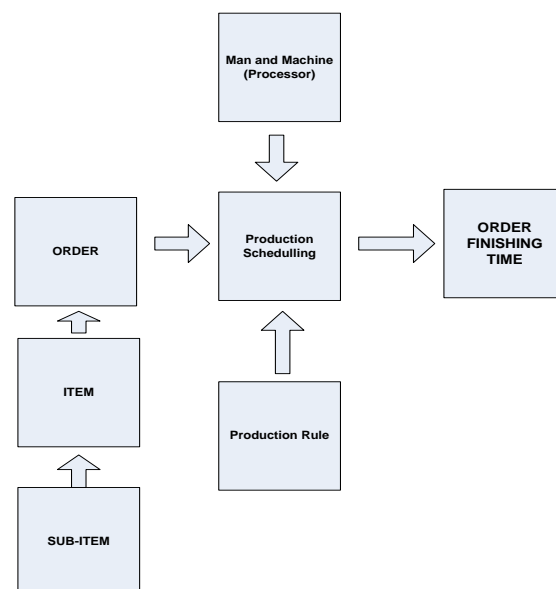 Man and Machine
(Processor)
ORDER
Production
Schedulling
ORDER
FINISHING
TIME
ITEM
Production Rule
SUB-ITEM